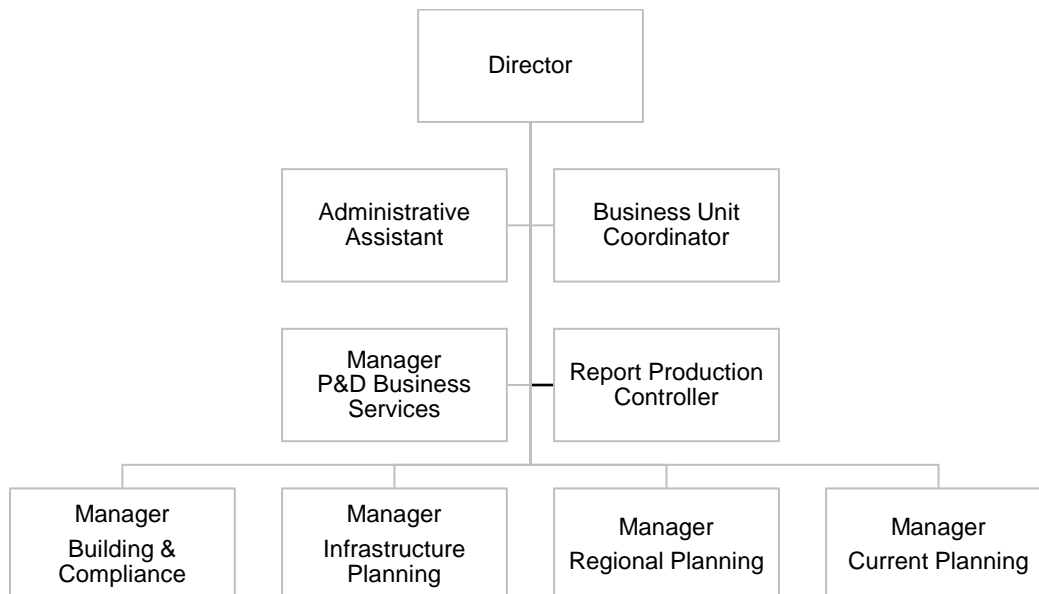 Director
Administrative
Assistant
Business Unit
Coordinator
Manager
P&D Business
Services
Report Production
Controller
Manager
Building &
Compliance
Manager
Infrastructure
Planning
Manager
Regional Planning
Manager
Current Planning